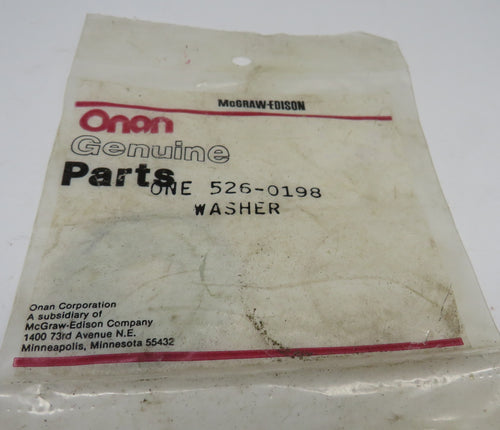 McGRAW-EDISON
Onan
Genuine
Parts
ONE 526-0198
WASHER
Onan Corporation
A subsidiary of
McGraw-Edison Company
1400 73rd Avenue N.E.
Minneapolis, Minnesota 55432